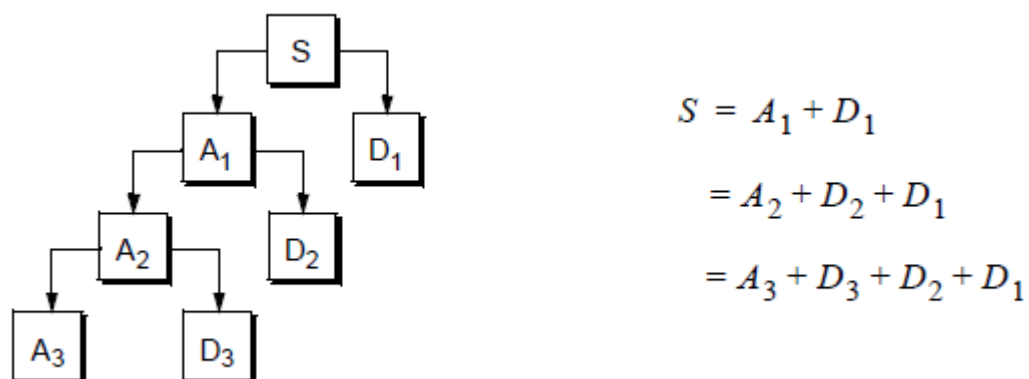 S
A₁ D₁
A₂ D₂
A₃ D₃
S = A₁ + D₁
= A₂ + D₂ + D₁
= A₃ + D₃ + D₂ + D₁